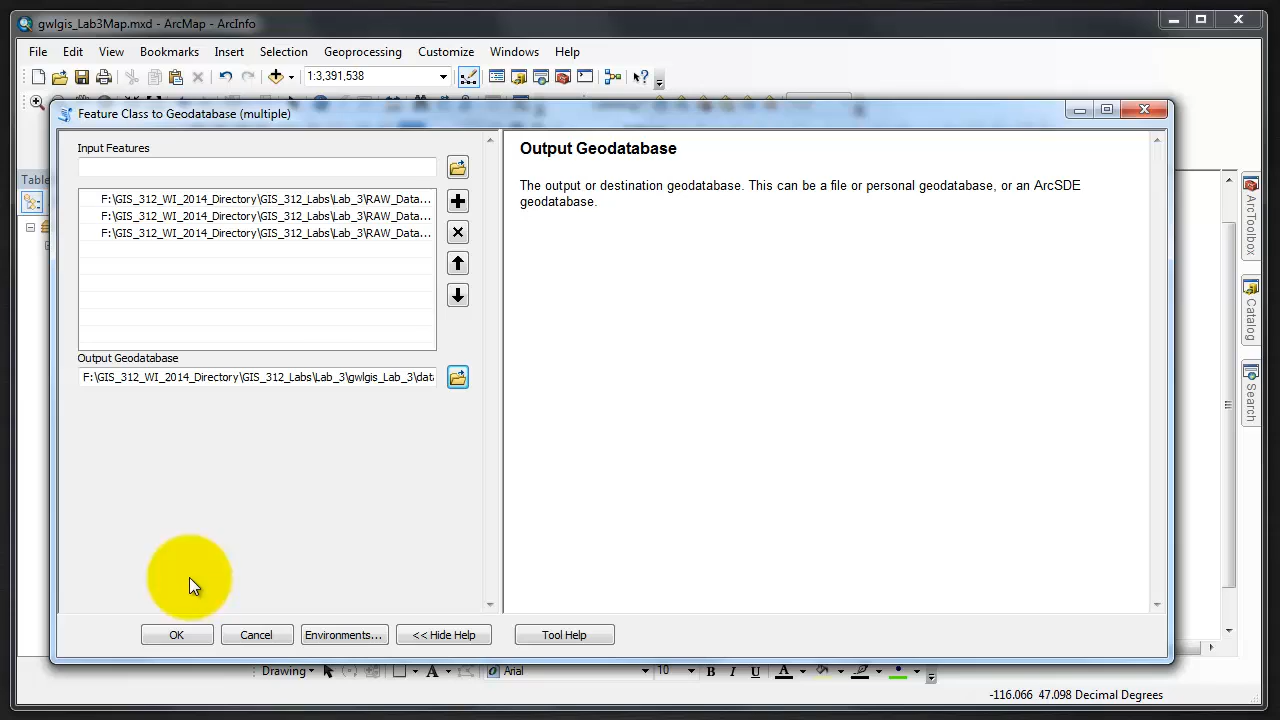 gwlgis_Lab3Map.mxd - ArcMap - ArcInfo
File Edit View Bookmarks Insert Selection Geoprocessing Customize Windows Help
1:3,391,538
Feature Class to Geodatabase (multiple)
Input Features
F:\GIS_312_WI_2014_Directory\GIS_312_Labs\Lab_3\RAW_Data...
F:\GIS_312_WI_2014_Directory\GIS_312_Labs\Lab_3\RAW_Data...
F:\GIS_312_WI_2014_Directory\GIS_312_Labs\Lab_3\RAW_Data...
Output Geodatabase
F:\GIS_312_WI_2014_Directory\GIS_312_Labs\Lab_3\gwlgis_Lab_3\dat
OK Cancel Environments... << Hide Help Tool Help
Output Geodatabase
The output or destination geodatabase. This can be a file or personal geodatabase, or an ArcSDE
geodatabase.
Table
ArcToolbox
Catalog
Search
Drawing A Arial 10 B I U A
-116.066 47.098 Decimal Degrees